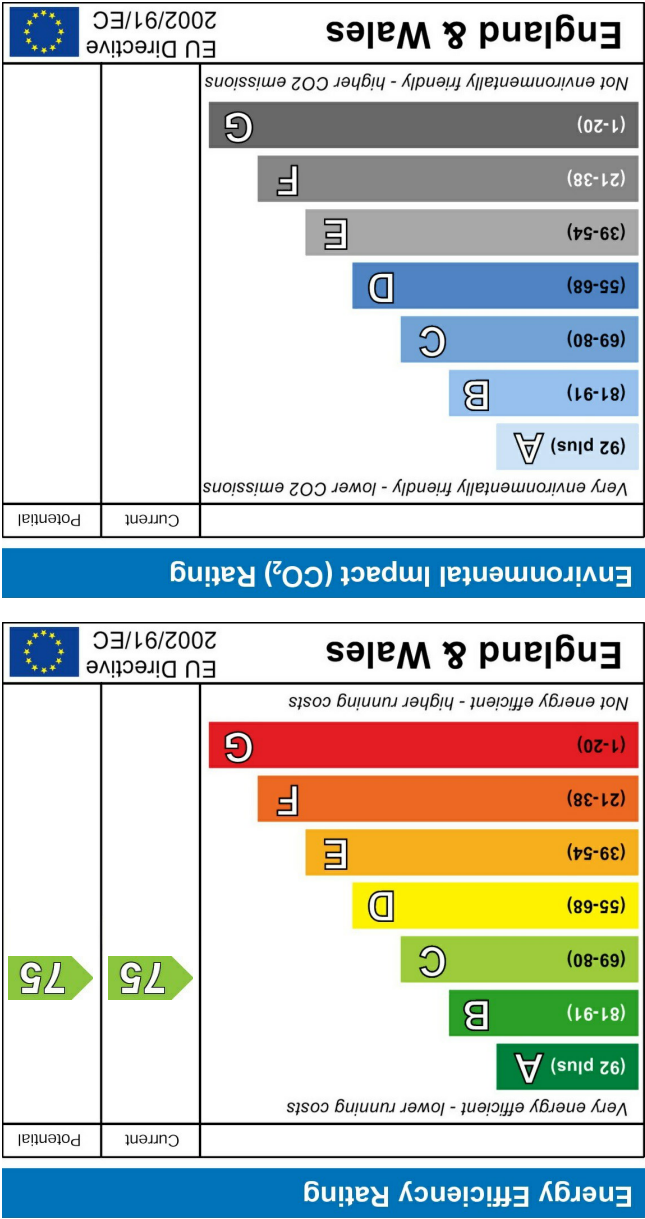 Energy Efficiency Rating
Current Potential
Very energy efficient - lower running costs
(92 plus) A
(81-91) B
(69-80) C
75 75
(55-68) D
(39-54) E
(21-38) F
(1-20) G
Not energy efficient - higher running costs
England & Wales
EU Directive
2002/91/EC
Environmental Impact (CO₂) Rating
Current Potential
Very environmentally friendly - lower CO2 emissions
(92 plus) A
(81-91) B
(69-80) C
(55-68) D
(39-54) E
(21-38) F
(1-20) G
Not environmentally friendly - higher CO2 emissions
England & Wales
EU Directive
2002/91/EC